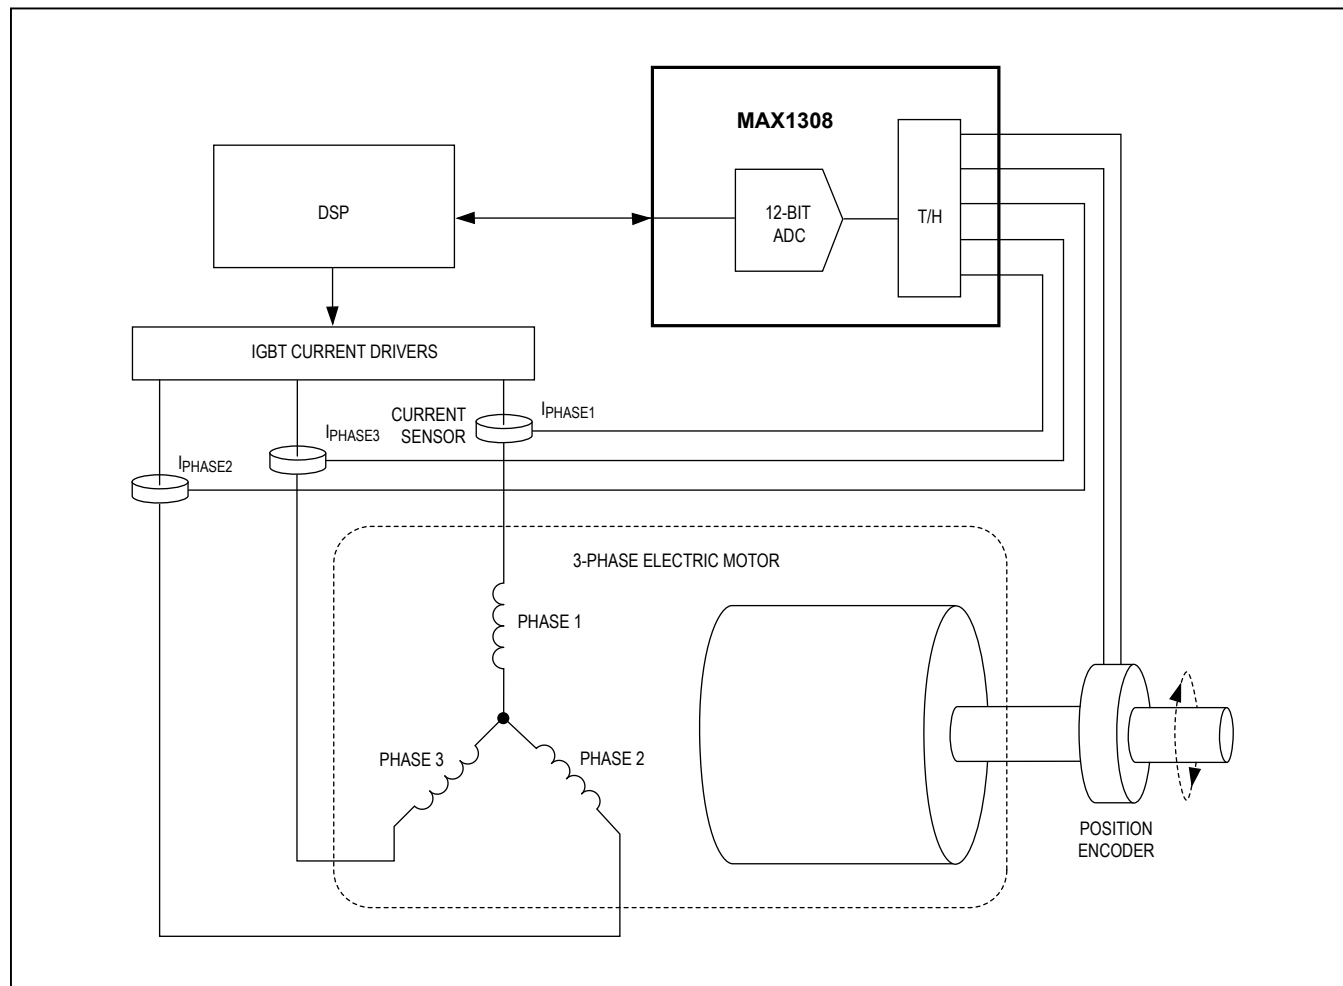 MAX1308
DSP
12-BIT
ADC
T/H
IGBT CURRENT DRIVERS
CURRENT
SENSOR
IPHASE1
IPHASE3
IPHASE2
3-PHASE ELECTRIC MOTOR
PHASE 1
PHASE 3
PHASE 2
POSITION
ENCODER